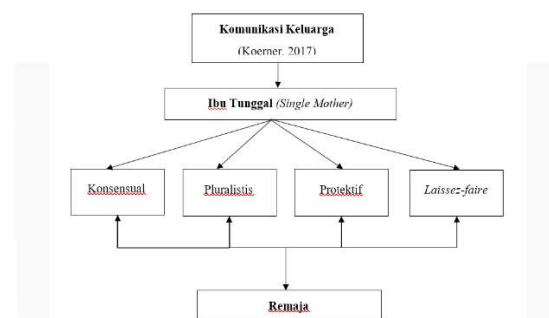 Komunikasi Keluarga
(Koerner, 2017)
Ibu Tunggal (Single Mother)
Konsensual
Pluralistis
Protektif
Laissez-faire
Remaja